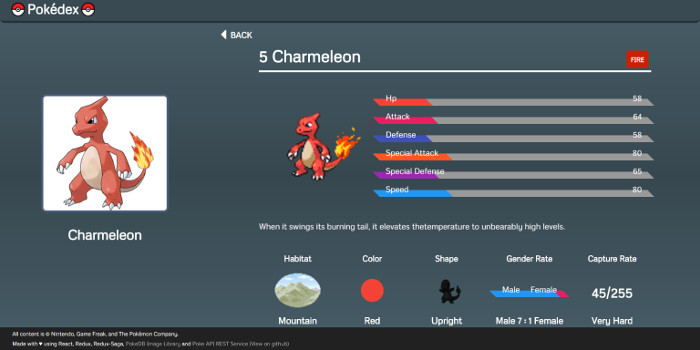 Pokédex
BACK
5 Charmeleon
FIRE
Hp 58
Attack 64
Defense 58
Special Attack 80
Special Defense 65
Speed 80
Charmeleon
When it swings its burning tail, it elevates thetemperature to unbearably high levels.
Habitat Color Shape Gender Rate Capture Rate
Male Female
45/255
Mountain Red Upright Male 7 : 1 Female Very Hard
All content is © Nintendo, Game Freak, and The Pokémon Company.
Made with ♥ using React, Redux, Redux-Saga, PokeDB (Image Library) and Poke API REST Service (View on github)